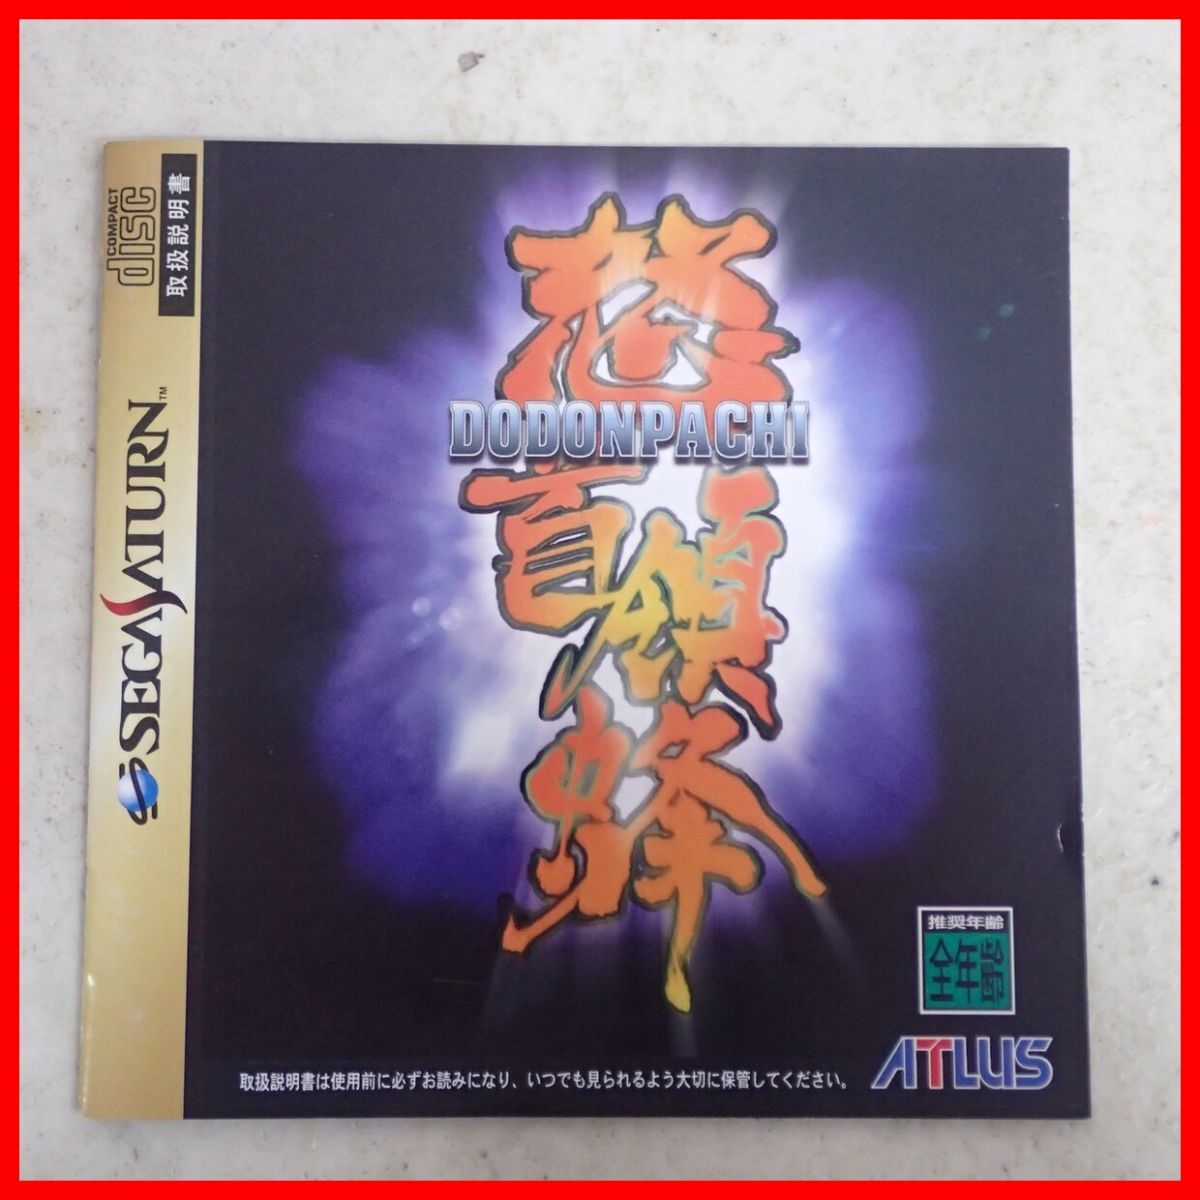 COMPACT
disc
取扱説明書
SEGA SATURN™
怒
DODONPACHI
首領
蜂
推奨年齢
全年齢
ATLUS
取扱説明書は使用前に必ずお読みになり、いつでも見られるよう大切に保管してください。